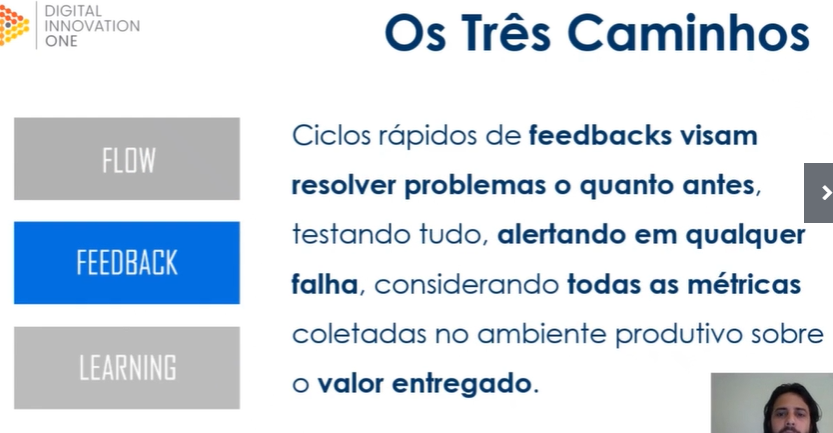 DIGITAL
INNOVATION
ONE
Os Três Caminhos
FLOW
FEEDBACK
LEARNING
Ciclos rápidos de feedbacks visam
resolver problemas o quanto antes,
testando tudo, alertando em qualquer
falha, considerando todas as métricas
coletadas no ambiente produtivo sobre
o valor entregado.